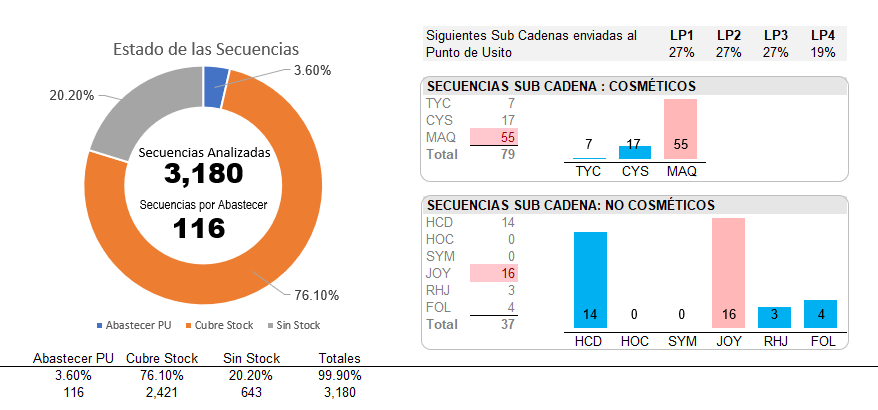 Estado de las Secuencias
3.60%
20.20%
Secuencias Analizadas
3,180
Secuencias por Abastecer
116
76.10%
Abastecer PU Cubre Stock Sin Stock
Abastecer PU Cubre Stock Sin Stock Totales
3.60% 76.10% 20.20% 99.90%
116 2,421 643 3,180
Siguientes Sub Cadenas enviadas al LP1 LP2 LP3 LP4
Punto de Usito 27% 27% 27% 19%
SECUENCIAS SUB CADENA : COSMÉTICOS
TYC 7
CYS 17
MAQ 55
Total 79
7 17 55
TYC CYS MAQ
SECUENCIAS SUB CADENA: NO COSMÉTICOS
HCD 14
HOC 0
SYM 0
JOY 16
RHJ 3
FOL 4
Total 37
14 0 0 16 3 4
HCD HOC SYM JOY RHJ FOL